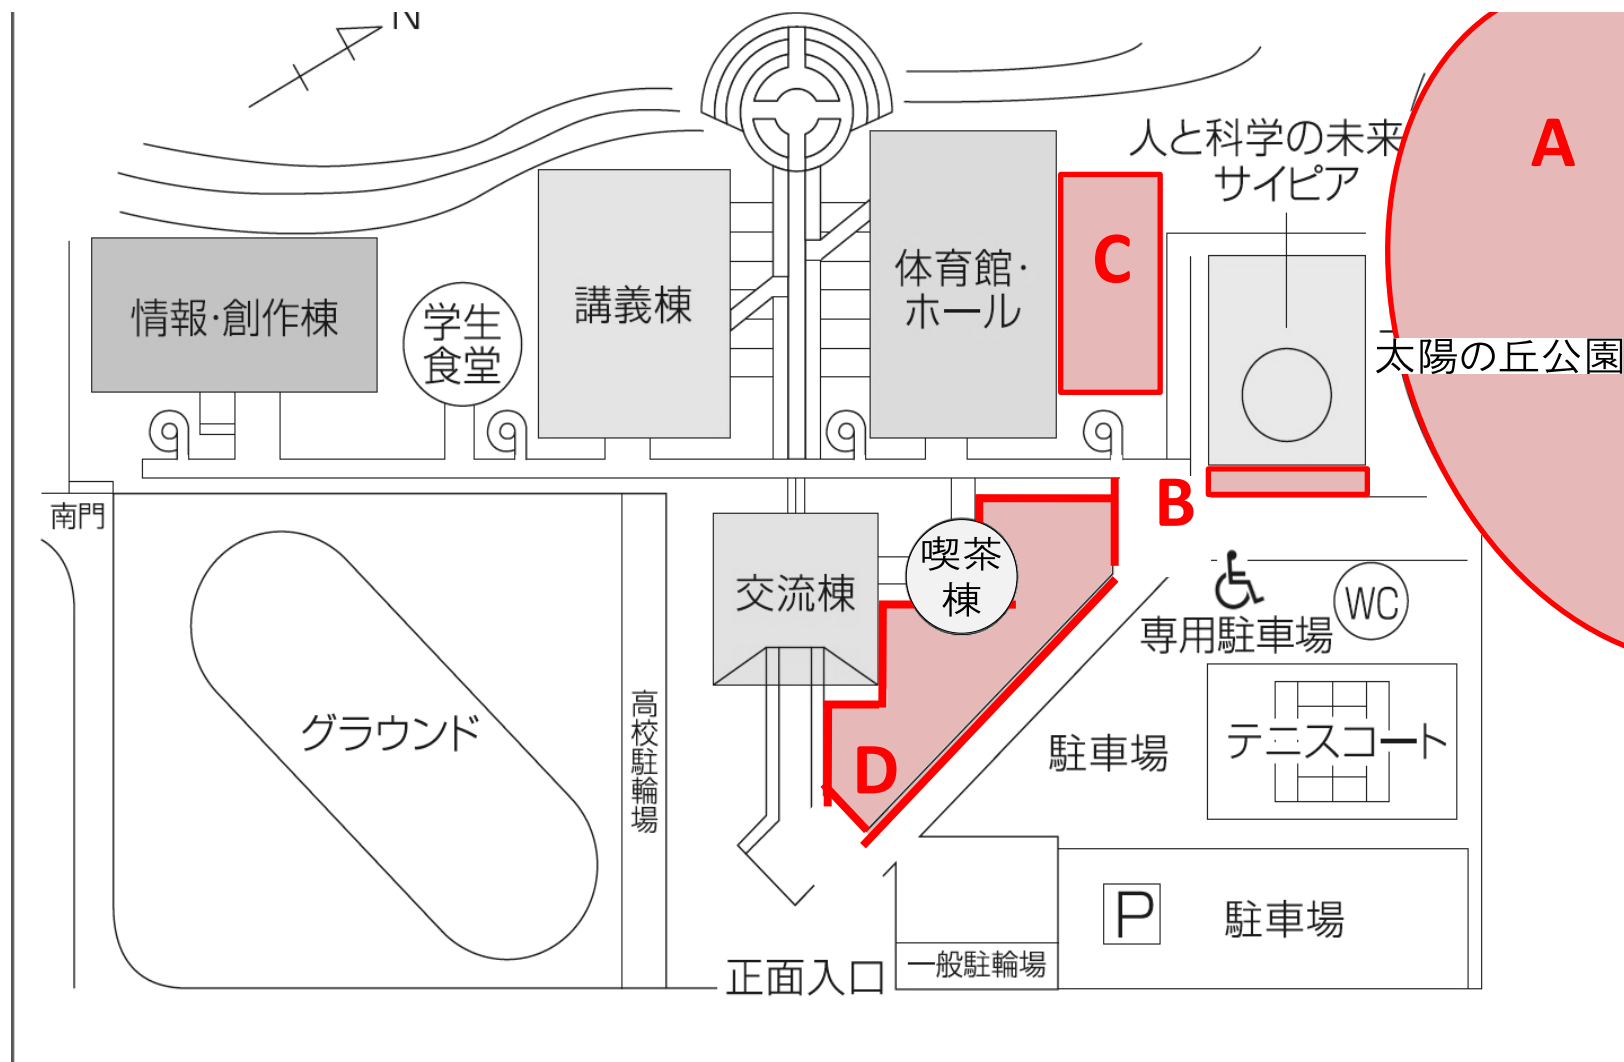 N
人と科学の未来
サイピア
A
C
体育館・
ホール
講義棟
学生
食堂
情報・創作棟
太陽の丘公園
B
南門
喫茶
棟
交流棟
WC
専用駐車場
高校駐輪場
グラウンド
駐車場
テニスコート
D
P
駐車場
一般駐輪場
正面入口